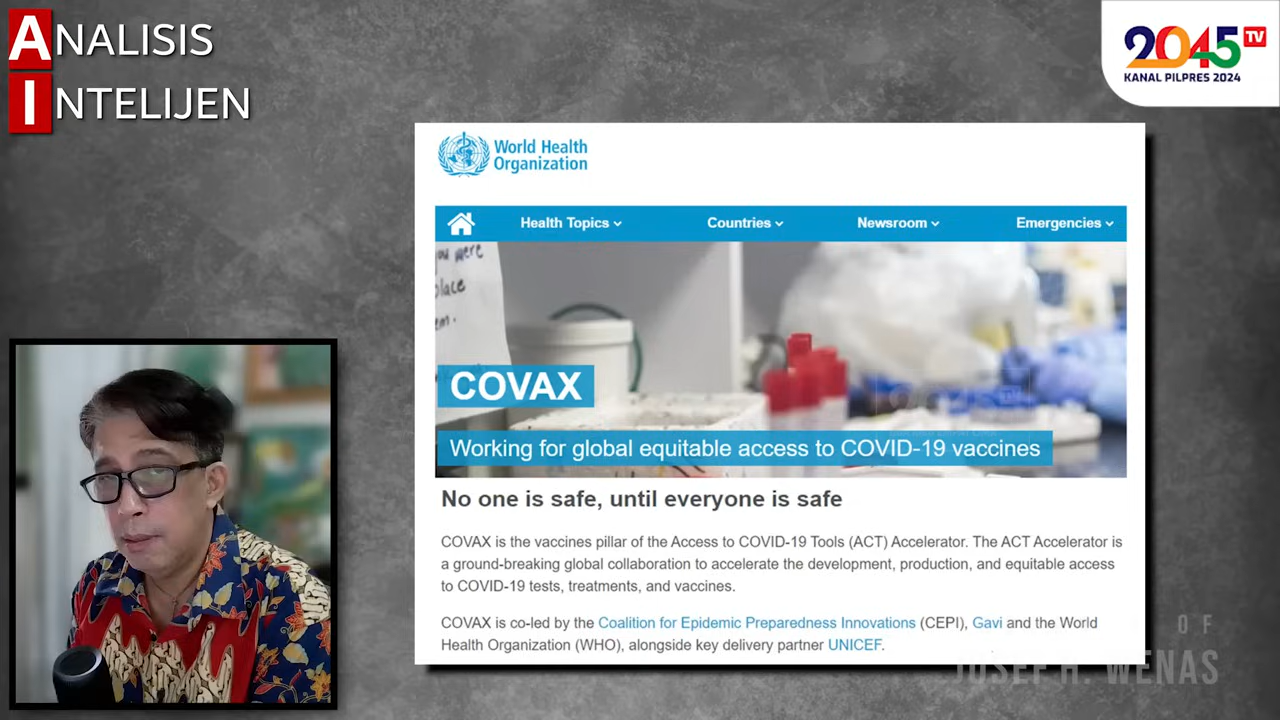 ANALISIS
INTELIJEN
2045 TV
KANAL PILPRES 2024
World Health
Organization
Health Topics
Countries
Newsroom
Emergencies
you were
place
em.
COVAX
Working for global equitable access to COVID-19 vaccines
No one is safe, until everyone is safe
COVAX is the vaccines pillar of the Access to COVID-19 Tools (ACT) Accelerator. The ACT Accelerator is
a ground-breaking global collaboration to accelerate the development, production, and equitable access
to COVID-19 tests, treatments, and vaccines.
COVAX is co-led by the Coalition for Epidemic Preparedness Innovations (CEPI), Gavi and the World
Health Organization (WHO), alongside key delivery partner UNICEF.
OF
JOSEF H. WENAS